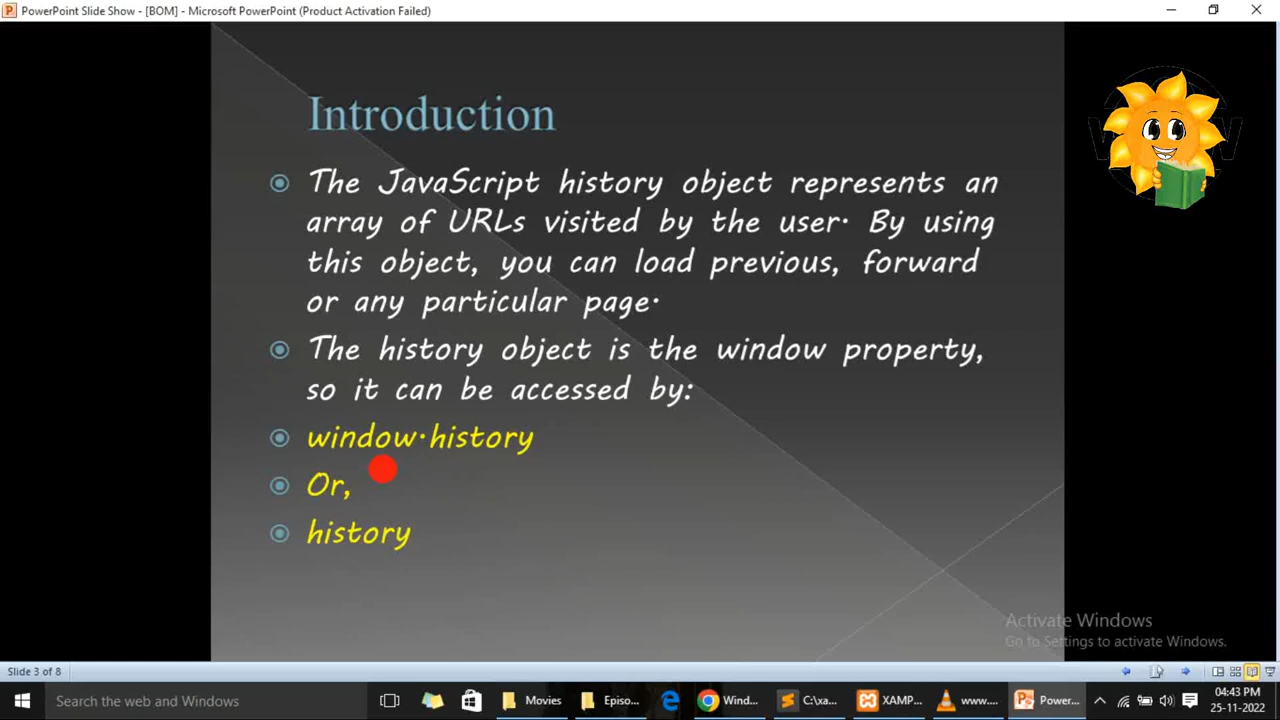 PowerPoint Slide Show - [BOM] - Microsoft PowerPoint (Product Activation Failed)
Introduction
The JavaScript history object represents an
array of URLs visited by the user. By using
this object, you can load previous, forward
or any particular page.
The history object is the window property,
so it can be accessed by:
window.history
Or,
history
Activate Windows
Go to Settings to activate Windows.
Slide 3 of 8
Search the web and Windows
Movies
Episo...
Wind...
C:\xa...
XAMP...
www....
Power...
04:43 PM
25-11-2022